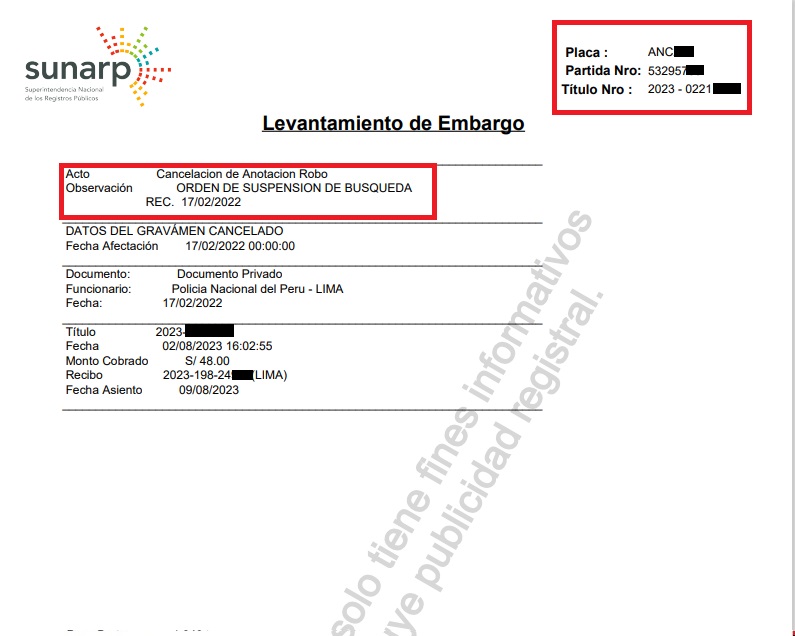 sunarp
Superintendencia Nacional
de los Registros Públicos
Placa : ANC
Partida Nro: 532957
Título Nro : 2023 - 0221
Levantamiento de Embargo
Acto Cancelacion de Anotacion Robo
Observación ORDEN DE SUSPENSION DE BUSQUEDA
REC. 17/02/2022
DATOS DEL GRAVÁMEN CANCELADO
Fecha Afectación 17/02/2022 00:00:00
Documento: Documento Privado
Funcionario: Policia Nacional del Peru - LIMA
Fecha: 17/02/2022
Título 2023-
Fecha 02/08/2023 16:02:55
Monto Cobrado S/ 48.00
Recibo 2023-198-24 (LIMA)
Fecha Asiento 09/08/2023
solo tiene fines informativos
ye publicidad registral.